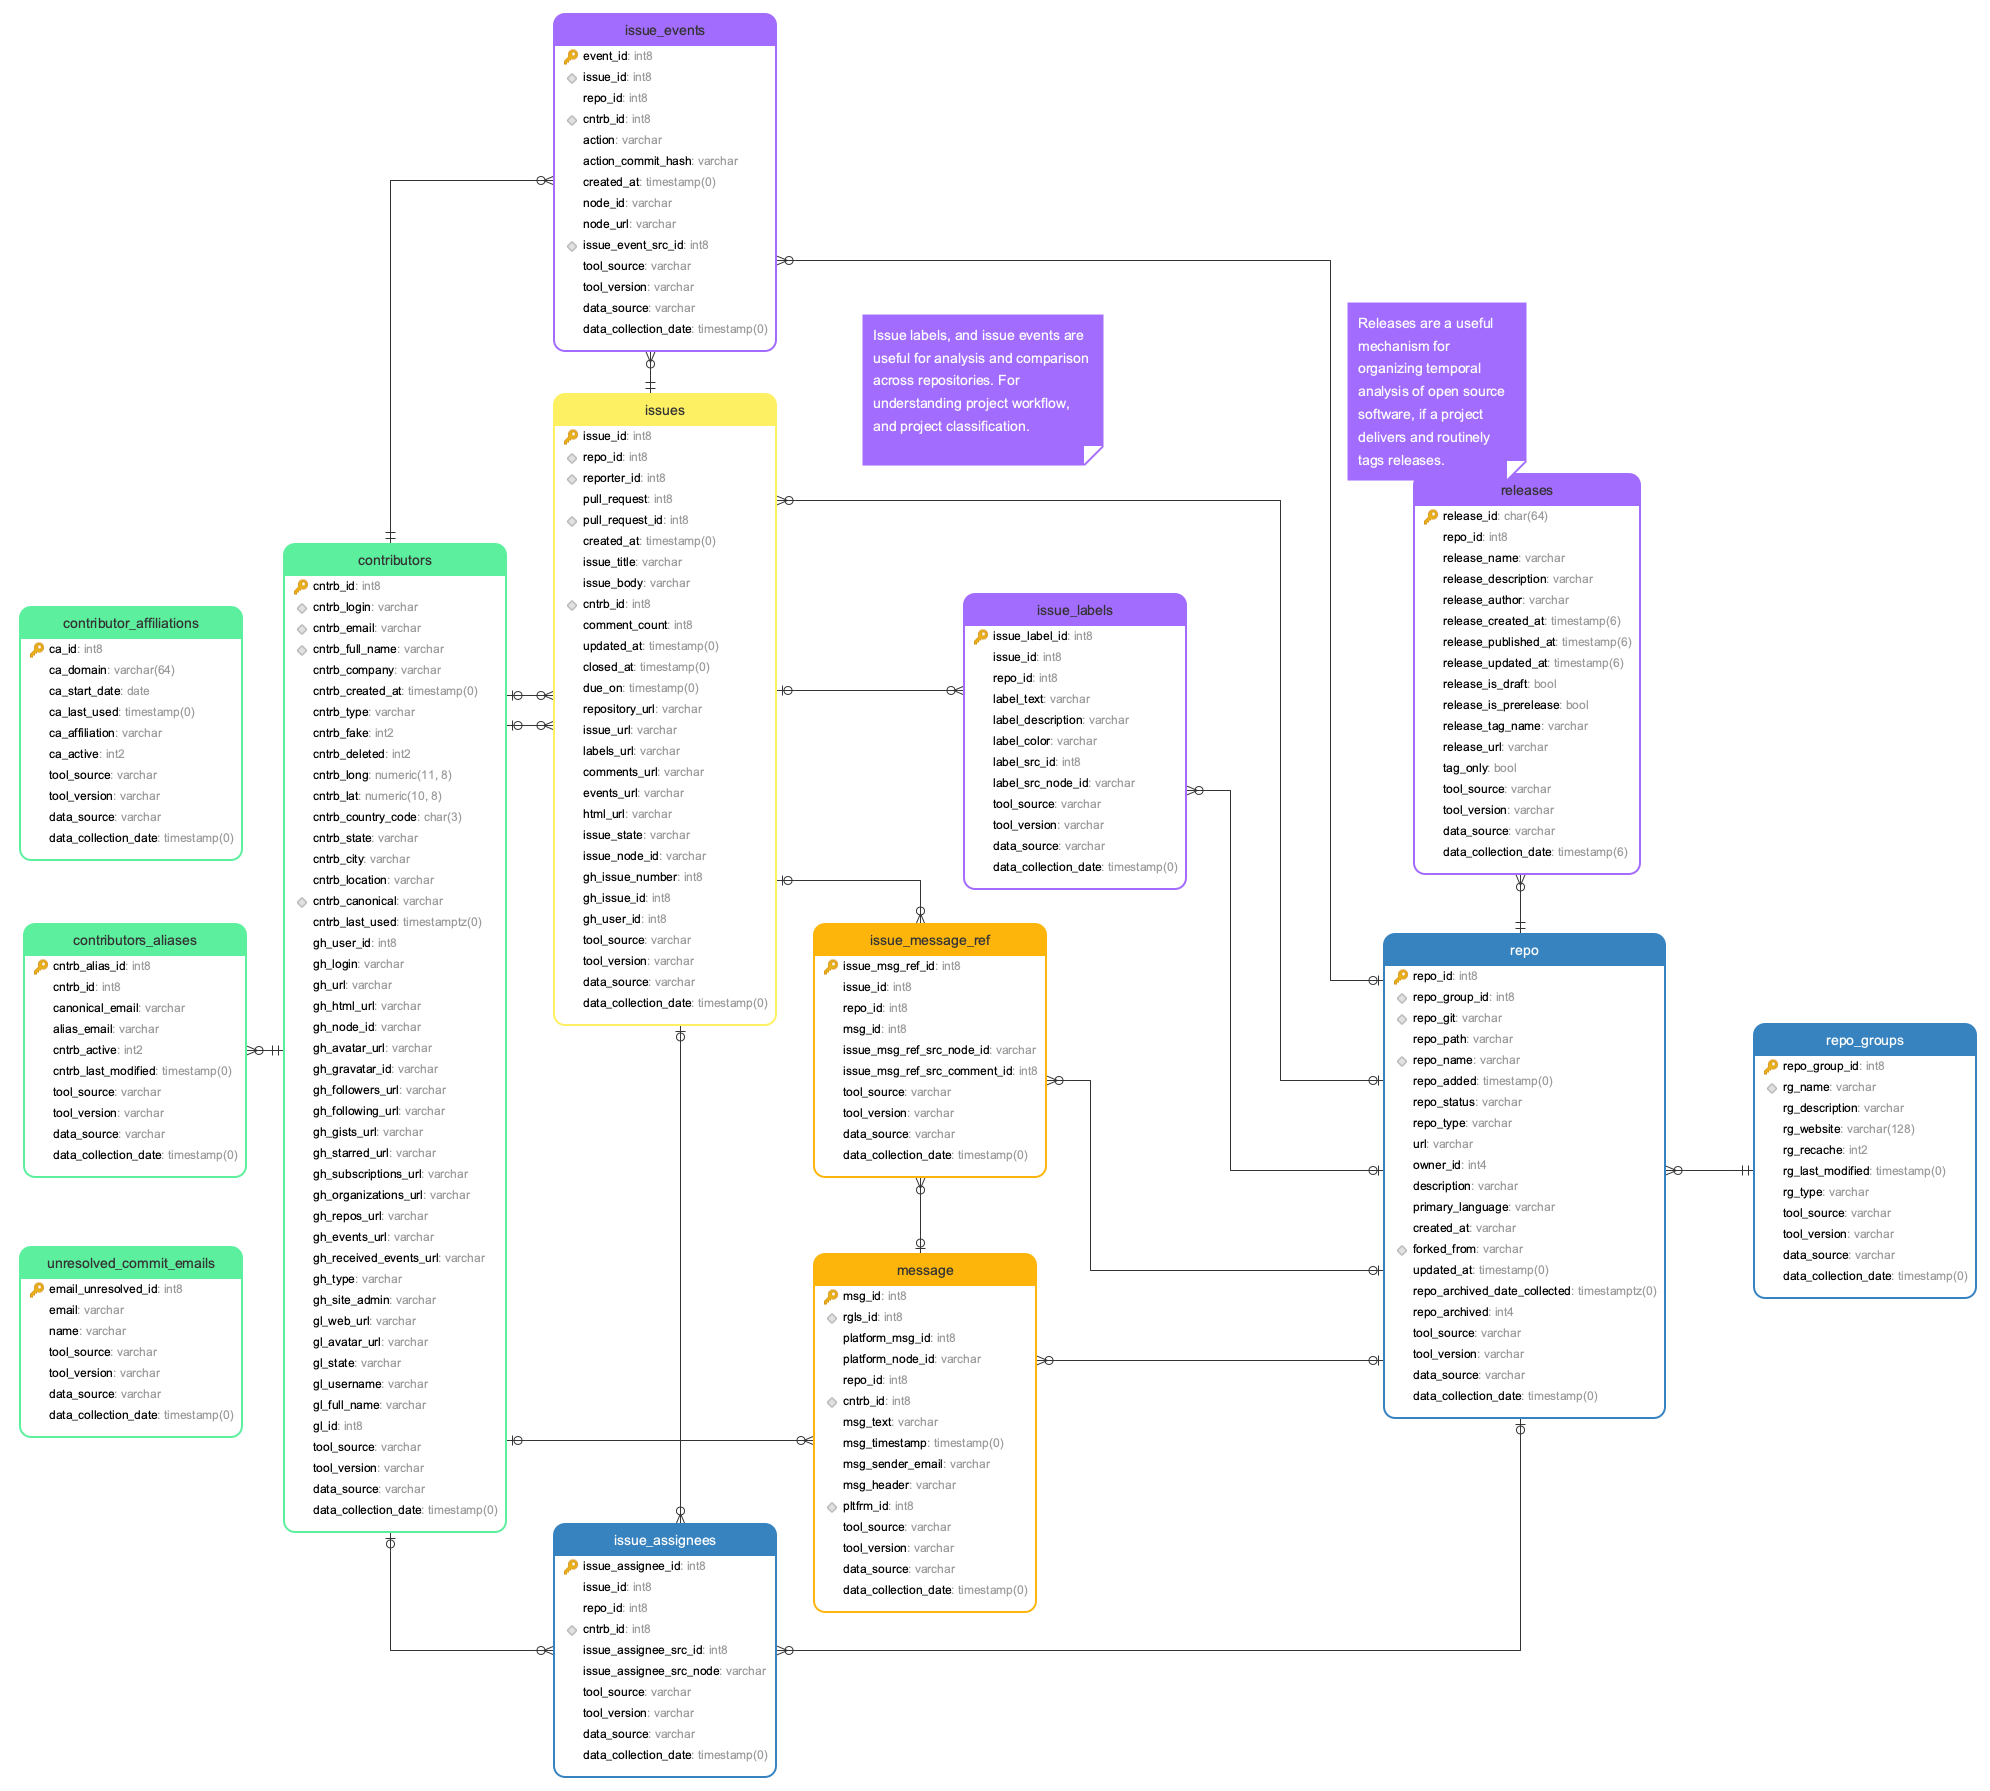 issue_events
event_id: int8
issue_id: int8
repo_id: int8
cntrb_id: int8
action: varchar
action_commit_hash: varchar
created_at: timestamp(0)
node_id: varchar
node_url: varchar
issue_event_src_id: int8
tool_source: varchar
tool_version: varchar
data_source: varchar
data_collection_date: timestamp(0)
Issue labels, and issue events are
useful for analysis and comparison
across repositories. For
understanding project workflow,
and project classification.
Releases are a useful
mechanism for
organizing temporal
analysis of open source
software, if a project
delivers and routinely
tags releases.
issues
issue_id: int8
repo_id: int8
reporter_id: int8
pull_request: int8
pull_request_id: int8
created_at: timestamp(0)
issue_title: varchar
issue_body: varchar
cntrb_id: int8
comment_count: int8
updated_at: timestamp(0)
closed_at: timestamp(0)
due_on: timestamp(0)
repository_url: varchar
issue_url: varchar
labels_url: varchar
comments_url: varchar
events_url: varchar
html_url: varchar
issue_state: varchar
issue_node_id: varchar
gh_issue_number: int8
gh_issue_id: int8
gh_user_id: int8
tool_source: varchar
tool_version: varchar
data_source: varchar
data_collection_date: timestamp(0)
releases
release_id: char(64)
repo_id: int8
release_name: varchar
release_description: varchar
release_author: varchar
release_created_at: timestamp(6)
release_published_at: timestamp(6)
release_updated_at: timestamp(6)
release_is_draft: bool
release_is_prerelease: bool
release_tag_name: varchar
release_url: varchar
tag_only: bool
tool_source: varchar
tool_version: varchar
data_source: varchar
data_collection_date: timestamp(6)
contributors
cntrb_id: int8
cntrb_login: varchar
cntrb_email: varchar
cntrb_full_name: varchar
cntrb_company: varchar
cntrb_created_at: timestamp(0)
cntrb_type: varchar
cntrb_fake: int2
cntrb_deleted: int2
cntrb_long: numeric(11, 8)
cntrb_lat: numeric(10, 8)
cntrb_country_code: char(3)
cntrb_state: varchar
cntrb_city: varchar
cntrb_location: varchar
cntrb_canonical: varchar
cntrb_last_used: timestamptz(0)
gh_user_id: int8
gh_login: varchar
gh_url: varchar
gh_html_url: varchar
gh_node_id: varchar
gh_avatar_url: varchar
gh_gravatar_id: varchar
gh_followers_url: varchar
gh_following_url: varchar
gh_gists_url: varchar
gh_starred_url: varchar
gh_subscriptions_url: varchar
gh_organizations_url: varchar
gh_repos_url: varchar
gh_events_url: varchar
gh_received_events_url: varchar
gh_type: varchar
gh_site_admin: varchar
gl_web_url: varchar
gl_avatar_url: varchar
gl_state: varchar
gl_username: varchar
gl_full_name: varchar
gl_id: int8
tool_source: varchar
tool_version: varchar
data_source: varchar
data_collection_date: timestamp(0)
issue_labels
issue_label_id: int8
issue_id: int8
repo_id: int8
label_text: varchar
label_description: varchar
label_color: varchar
label_src_id: int8
label_src_node_id: varchar
tool_source: varchar
tool_version: varchar
data_source: varchar
data_collection_date: timestamp(0)
contributor_affiliations
ca_id: int8
ca_domain: varchar(64)
ca_start_date: date
ca_last_used: timestamp(0)
ca_affiliation: varchar
ca_active: int2
tool_source: varchar
tool_version: varchar
data_source: varchar
data_collection_date: timestamp(0)
contributors_aliases
cntrb_alias_id: int8
cntrb_id: int8
canonical_email: varchar
alias_email: varchar
cntrb_active: int2
cntrb_last_modified: timestamp(0)
tool_source: varchar
tool_version: varchar
data_source: varchar
data_collection_date: timestamp(0)
issue_message_ref
issue_msg_ref_id: int8
issue_id: int8
repo_id: int8
msg_id: int8
issue_msg_ref_src_node_id: varchar
issue_msg_ref_src_comment_id: int8
tool_source: varchar
tool_version: varchar
data_source: varchar
data_collection_date: timestamp(0)
repo
repo_id: int8
repo_group_id: int8
repo_git: varchar
repo_path: varchar
repo_name: varchar
repo_added: timestamp(0)
repo_status: varchar
repo_type: varchar
url: varchar
owner_id: int4
description: varchar
primary_language: varchar
created_at: varchar
forked_from: varchar
updated_at: timestamp(0)
repo_archived_date_collected: timestamptz(0)
repo_archived: int4
tool_source: varchar
tool_version: varchar
data_source: varchar
data_collection_date: timestamp(0)
repo_groups
repo_group_id: int8
rg_name: varchar
rg_description: varchar
rg_website: varchar(128)
rg_recache: int2
rg_last_modified: timestamp(0)
rg_type: varchar
tool_source: varchar
tool_version: varchar
data_source: varchar
data_collection_date: timestamp(0)
unresolved_commit_emails
email_unresolved_id: int8
email: varchar
name: varchar
tool_source: varchar
tool_version: varchar
data_source: varchar
data_collection_date: timestamp(0)
message
msg_id: int8
rgls_id: int8
platform_msg_id: int8
platform_node_id: varchar
repo_id: int8
cntrb_id: int8
msg_text: varchar
msg_timestamp: timestamp(0)
msg_sender_email: varchar
msg_header: varchar
pltfrm_id: int8
tool_source: varchar
tool_version: varchar
data_source: varchar
data_collection_date: timestamp(0)
issue_assignees
issue_assignee_id: int8
issue_id: int8
repo_id: int8
cntrb_id: int8
issue_assignee_src_id: int8
issue_assignee_src_node: varchar
tool_source: varchar
tool_version: varchar
data_source: varchar
data_collection_date: timestamp(0)